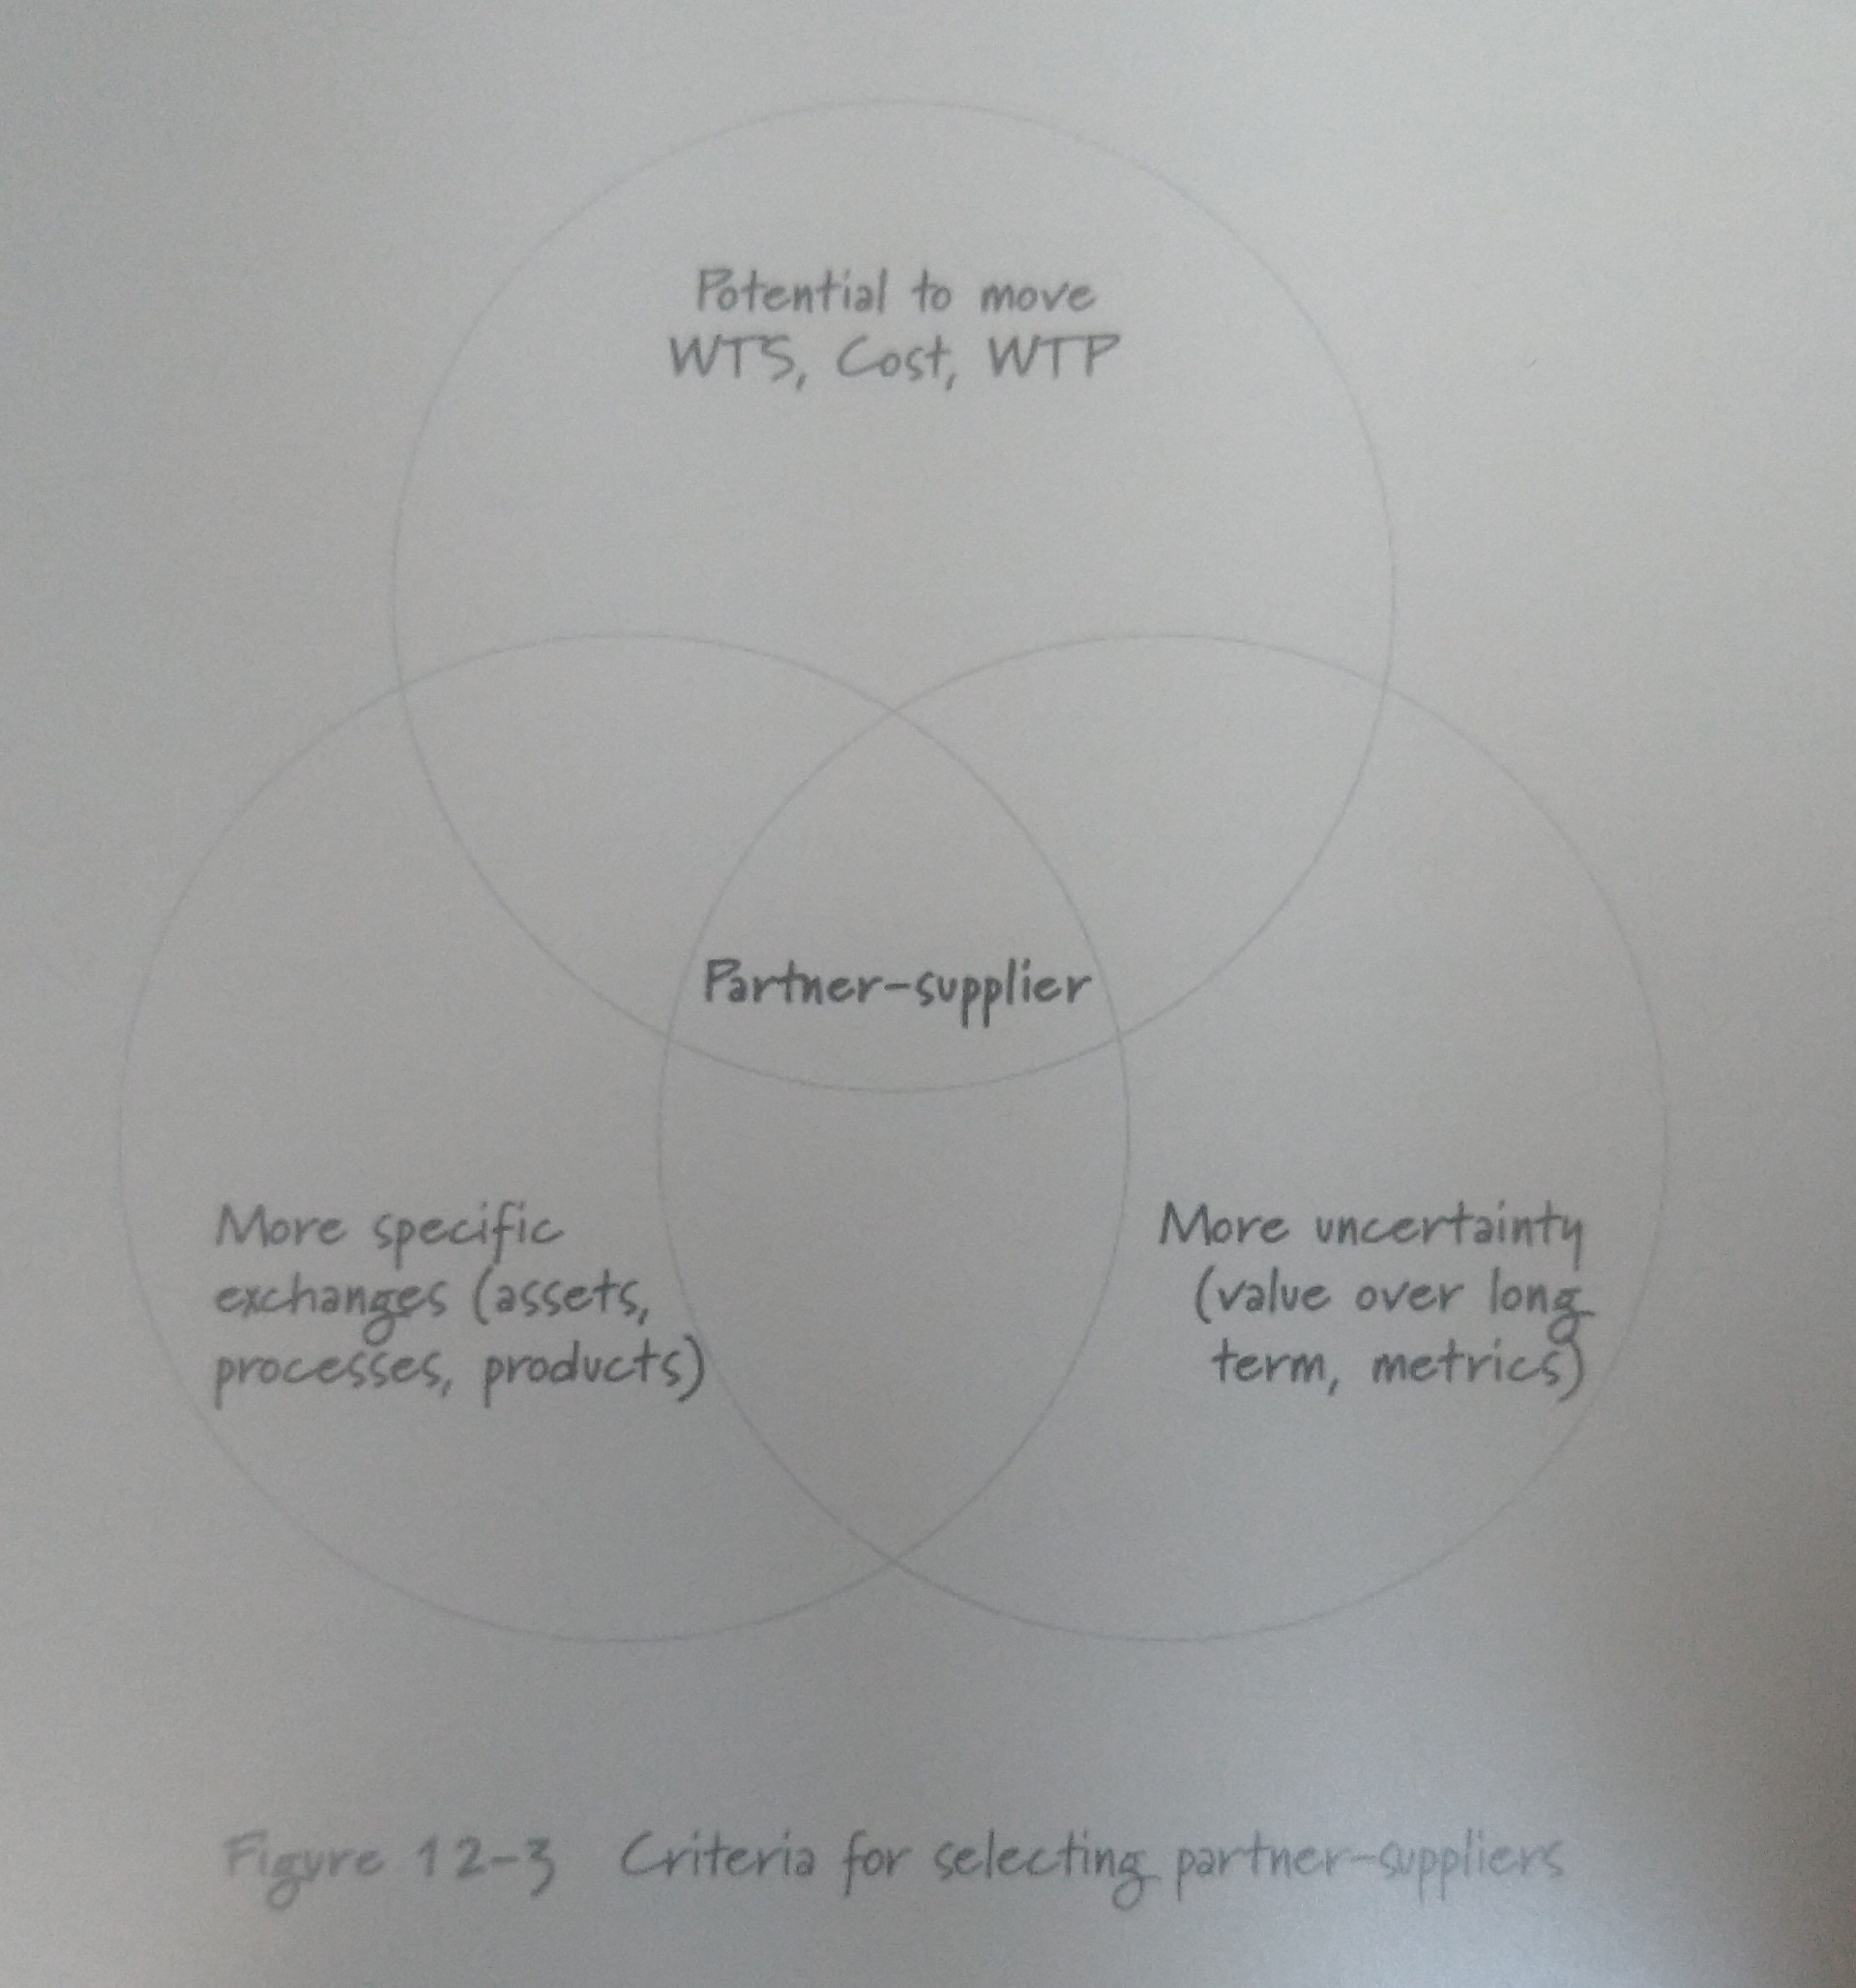 Potential to move
WTS, Cost, WTP
Partner-supplier
More specific
exchanges (assets,
processes, products)
More uncertainty
(value over long
term, metrics)
Figure 12-3 Criteria for selecting partner-suppliers